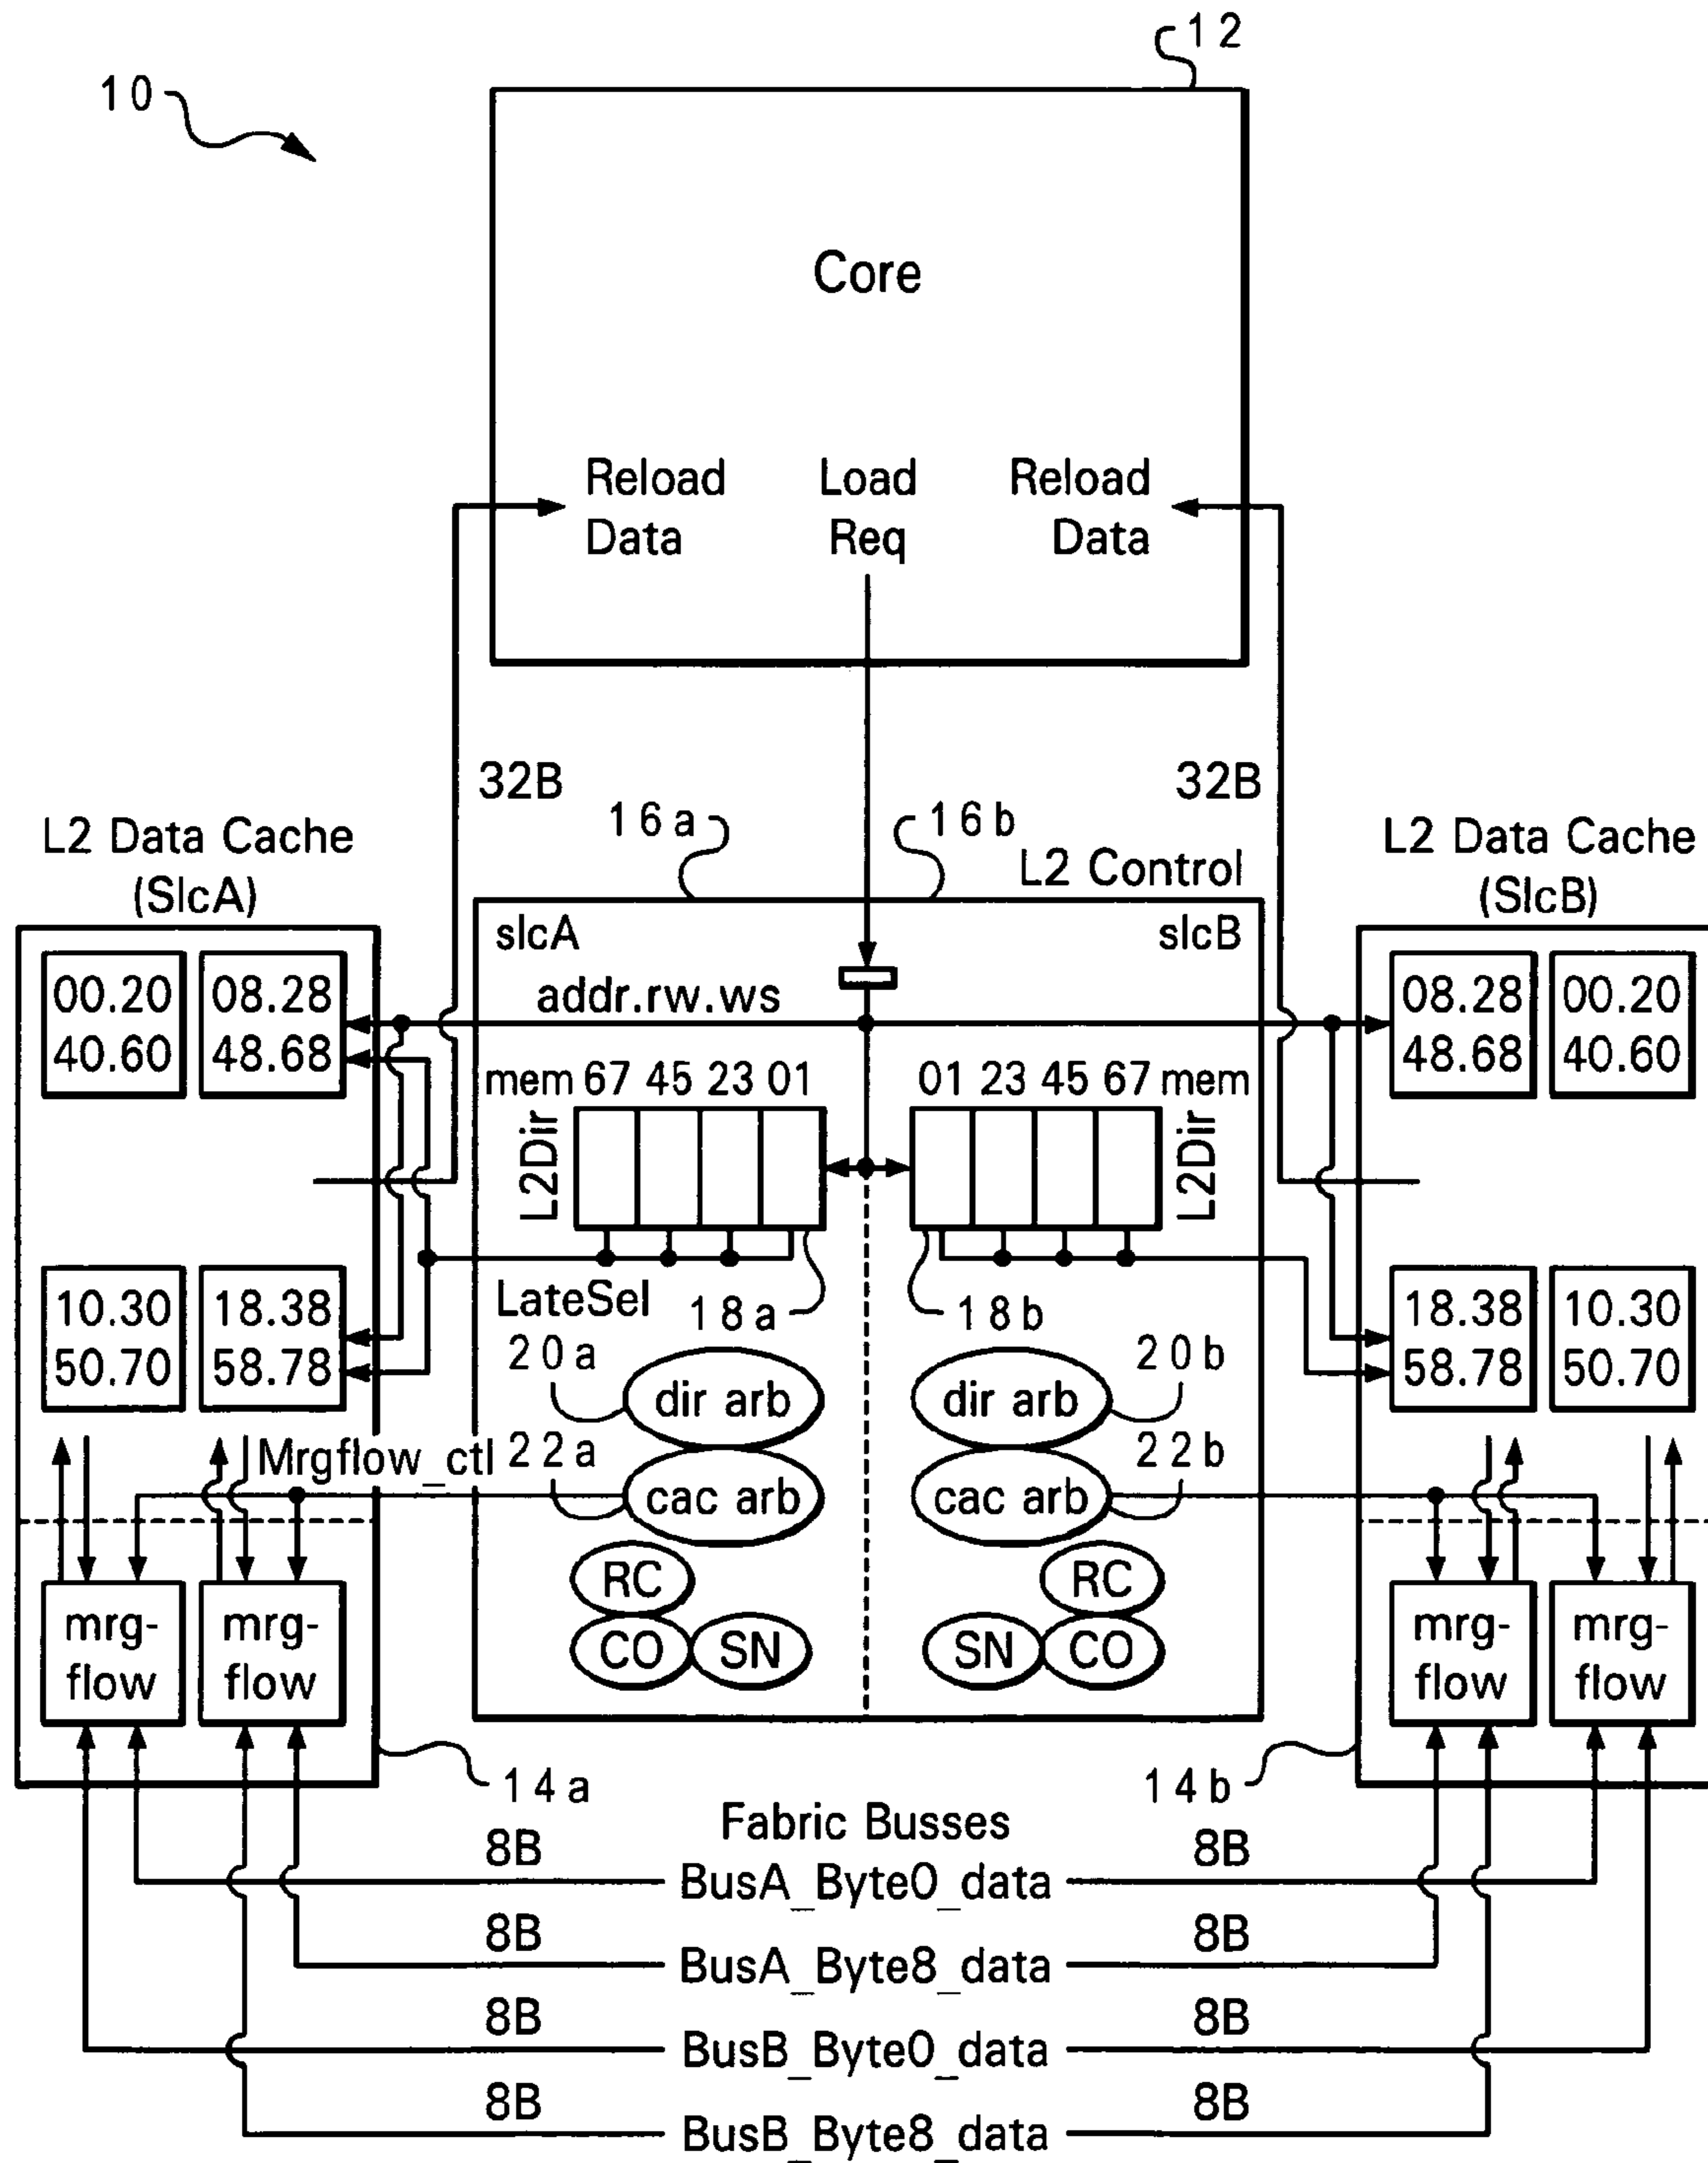 12
10
Core
Reload Data
Load Req
Reload Data
32B
32B
16a
16b
L2 Data Cache
(SlcA)
L2 Control
L2 Data Cache
(SlcB)
slcA
slcB
00.20
40.60
08.28
48.68
addr.rw.ws
08.28
48.68
00.20
40.60
mem 67 45 23 01
01 23 45 67 mem
L2Dir
L2Dir
10.30
50.70
18.38
58.78
LateSel
18a
18b
18.38
58.78
10.30
50.70
20a
dir arb
dir arb
20b
Mrgflow_ctl
22a
cac arb
cac arb
22b
RC
CO
SN
RC
SN
CO
mrg-
flow
mrg-
flow
mrg-
flow
mrg-
flow
14a
14b
Fabric Busses
8B
BusA_Byte0_data
8B
8B
BusA_Byte8_data
8B
8B
BusB_Byte0_data
8B
8B
BusB_Byte8_data
8B